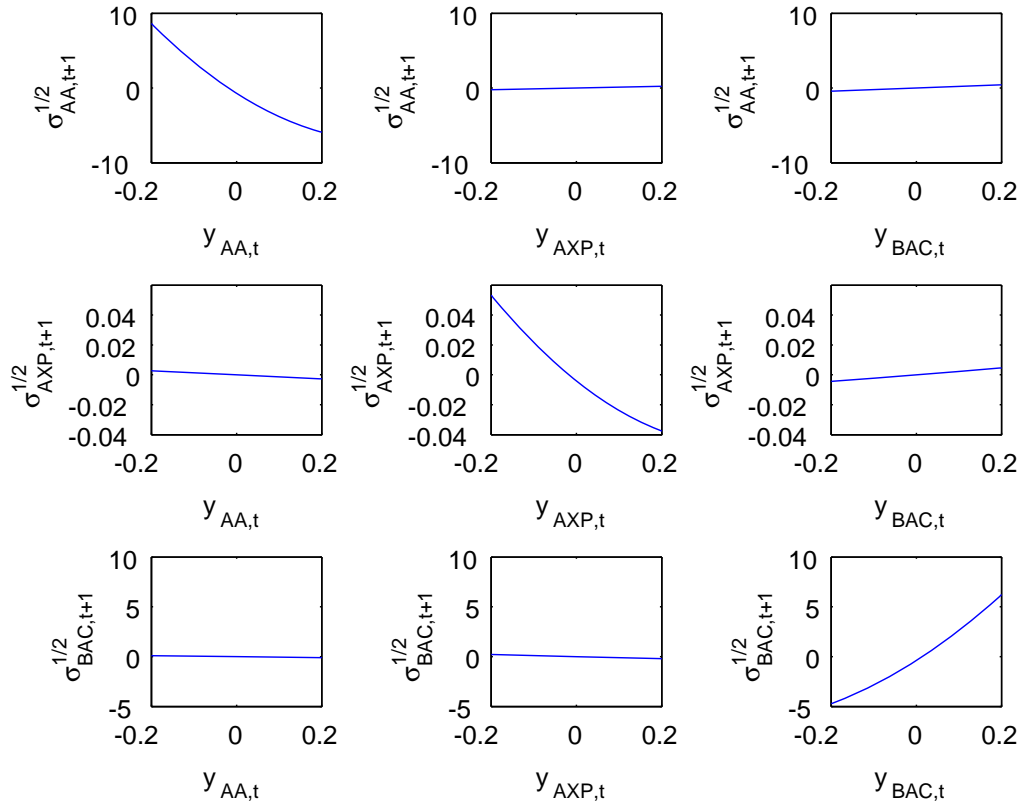 10 10 10
0 0 0
-10 -10 -10
-0.2 0 0.2 -0.2 0 0.2 -0.2 0 0.2
σ^{1/2}_{AA,t+1} σ^{1/2}_{AA,t+1} σ^{1/2}_{AA,t+1}
y_{AA,t} y_{AXP,t} y_{BAC,t}
0.04 0.04 0.04
0.02 0.02 0.02
0 0 0
-0.02 -0.02 -0.02
-0.04 -0.04 -0.04
-0.2 0 0.2 -0.2 0 0.2 -0.2 0 0.2
σ^{1/2}_{AXP,t+1} σ^{1/2}_{AXP,t+1} σ^{1/2}_{AXP,t+1}
y_{AA,t} y_{AXP,t} y_{BAC,t}
10 10 10
5 5 5
0 0 0
-5 -5 -5
-0.2 0 0.2 -0.2 0 0.2 -0.2 0 0.2
σ^{1/2}_{BAC,t+1} σ^{1/2}_{BAC,t+1} σ^{1/2}_{BAC,t+1}
y_{AA,t} y_{AXP,t} y_{BAC,t}